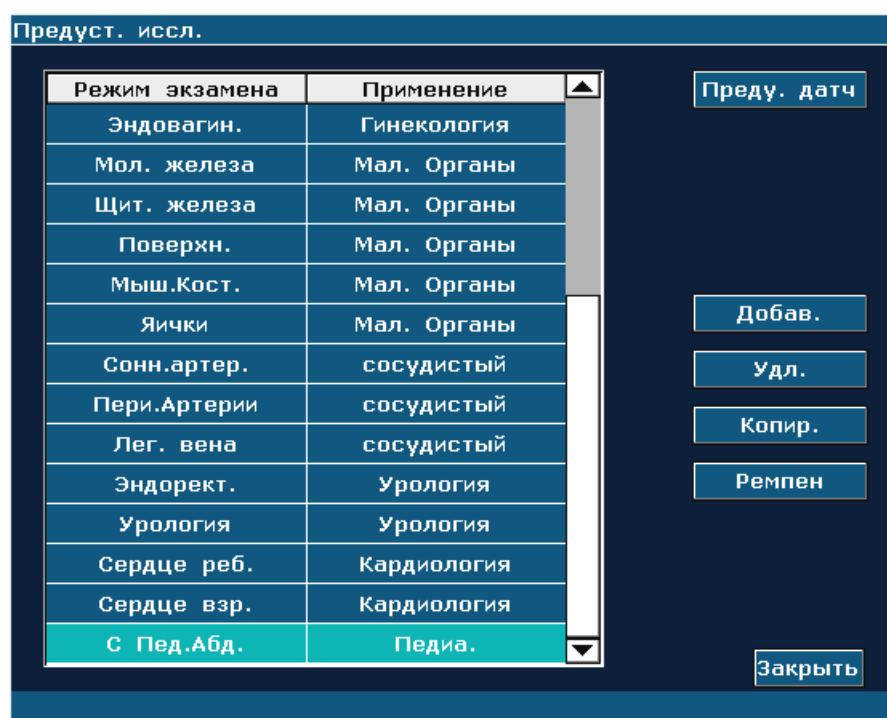 Предуст. иссл.
Режим экзамена Применение
Преду. датч
Эндовагин. Гинекология
Мол. железа Мал. Органы
Щит. железа Мал. Органы
Поверхн. Мал. Органы
Мыш.Кост. Мал. Органы
Яички Мал. Органы
Добав.
Сонн.артер. сосудистый
Удл.
Пери.Артерии сосудистый
Копир.
Лег. вена сосудистый
Эндорект. Урология
Ремпен
Урология Урология
Сердце реб. Кардиология
Сердце взр. Кардиология
С Пед.Абд. Педиа.
Закрыть